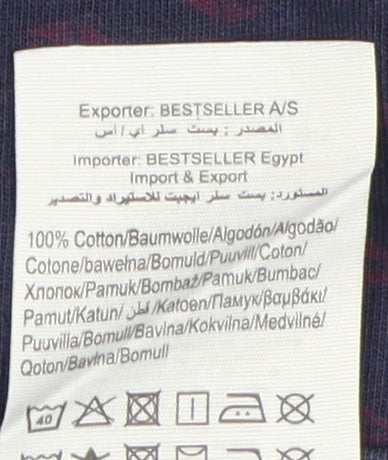 Exporter: BESTSELLER A/S
المصدر : بست سلر أي / أس
Importer: BESTSELLER Egypt
Import & Export
المستورد: بست سلر ايجبت للاستيراد والتصدير
100% Cotton/Baumwolle/Algodón/Algodão/
Cotone/bawełna/Bomuld/Puuvill/Coton/
Хлопок/Pamuk/Bombaž/Pamuk/Bumbac/
Pamut/Katun/ قطن /Katoen/Памук/βαμβάκι/
Puuvilla/Bomull/Bavlna/Kokvilna/Medvilnė/
Qoton/Bavlna/Bomull
40